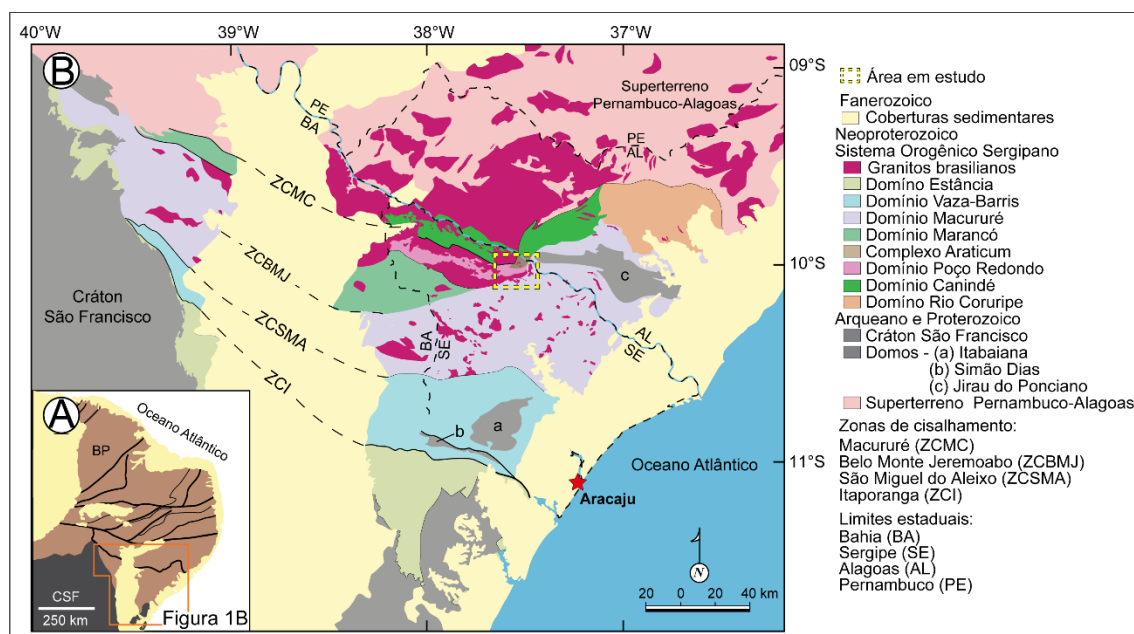 40°W
39°W
38°W
37°W
B
09°S
10°S
11°S
Superterreno
Pernambuco-Alagoas
PE
BA
PE
AL
ZCMC
ZCBMJ
ZCSMA
ZCI
Cráton
São Francisco
BA
SE
AL
SE
a
b
c
Oceano Atlântico
Aracaju
N
20 0 20 40 km
A
Oceano Atlântico
BP
CSF
250 km
Figura 1B
Área em estudo
Fanerozoico
Coberturas sedimentares
Neoproterozoico
Sistema Orogênico Sergipano
Granitos brasilianos
Domíno Estância
Domínio Vaza-Barris
Domínio Macururé
Domínio Marancó
Complexo Araticum
Domínio Poço Redondo
Domínio Canindé
Domíno Rio Coruripe
Arqueano e Proterozoico
Cráton São Francisco
Domos - (a) Itabaiana
(b) Simão Dias
(c) Jirau do Ponciano
Superterreno Pernambuco-Alagoas
Zonas de cisalhamento:
Macururé (ZCMC)
Belo Monte Jeremoabo (ZCBMJ)
São Miguel do Aleixo (ZCSMA)
Itaporanga (ZCI)
Limites estaduais:
Bahia (BA)
Sergipe (SE)
Alagoas (AL)
Pernambuco (PE)